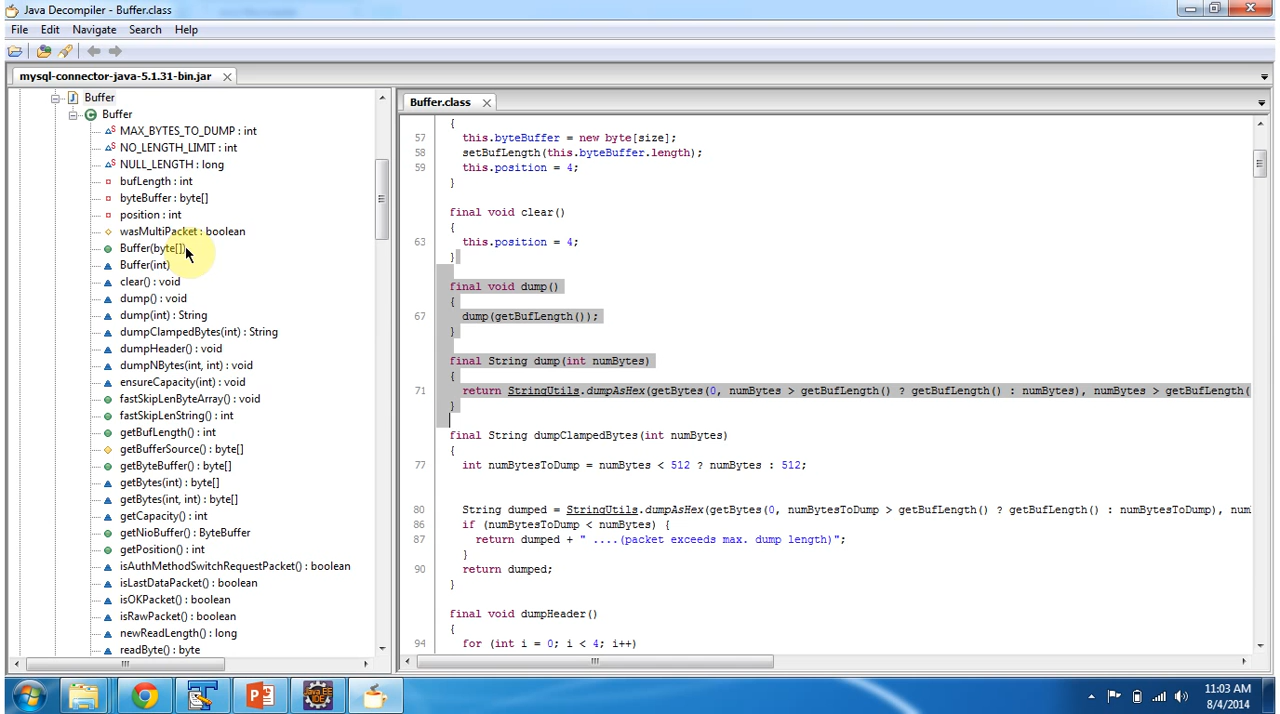 Java Decompiler - Buffer.class
File Edit Navigate Search Help
mysql-connector-java-5.1.31-bin.jar
Buffer
Buffer
MAX_BYTES_TO_DUMP : int
NO_LENGTH_LIMIT : int
NULL_LENGTH : long
bufLength : int
byteBuffer : byte[]
position : int
wasMultiPacket : boolean
Buffer(byte[])
Buffer(int)
clear() : void
dump() : void
dump(int) : String
dumpClampedBytes(int) : String
dumpHeader() : void
dumpNBytes(int, int) : void
ensureCapacity(int) : void
fastSkipLenByteArray() : void
fastSkipLenString() : int
getBufLength() : int
getBufferSource() : byte[]
getByteBuffer() : byte[]
getBytes(int) : byte[]
getBytes(int, int) : byte[]
getCapacity() : int
getNioBuffer() : ByteBuffer
getPosition() : int
isAuthMethodSwitchRequestPacket() : boolean
isLastDataPacket() : boolean
isOKPacket() : boolean
isRawPacket() : boolean
newReadLength() : long
readByte() : byte
Buffer.class
{
57 this.byteBuffer = new byte[size];
58 setBufLength(this.byteBuffer.length);
59 this.position = 4;
}
final void clear()
{
63 this.position = 4;
}
final void dump()
{
67 dump(getBufLength());
}
final String dump(int numBytes)
{
71 return StringUtils.dumpAsHex(getBytes(0, numBytes > getBufLength() ? getBufLength() : numBytes), numBytes > getBufLength(
}
final String dumpClampedBytes(int numBytes)
{
77 int numBytesToDump = numBytes < 512 ? numBytes : 512;
80 String dumped = StringUtils.dumpAsHex(getBytes(0, numBytesToDump > getBufLength() ? getBufLength() : numBytesToDump),
86 if (numBytesToDump < numBytes) {
87 return dumped + " ....(packet exceeds max. dump length)";
}
90 return dumped;
}
final void dumpHeader()
{
94 for (int i = 0; i < 4; i++)
Java EE
IDE
11:03 AM
8/4/2014